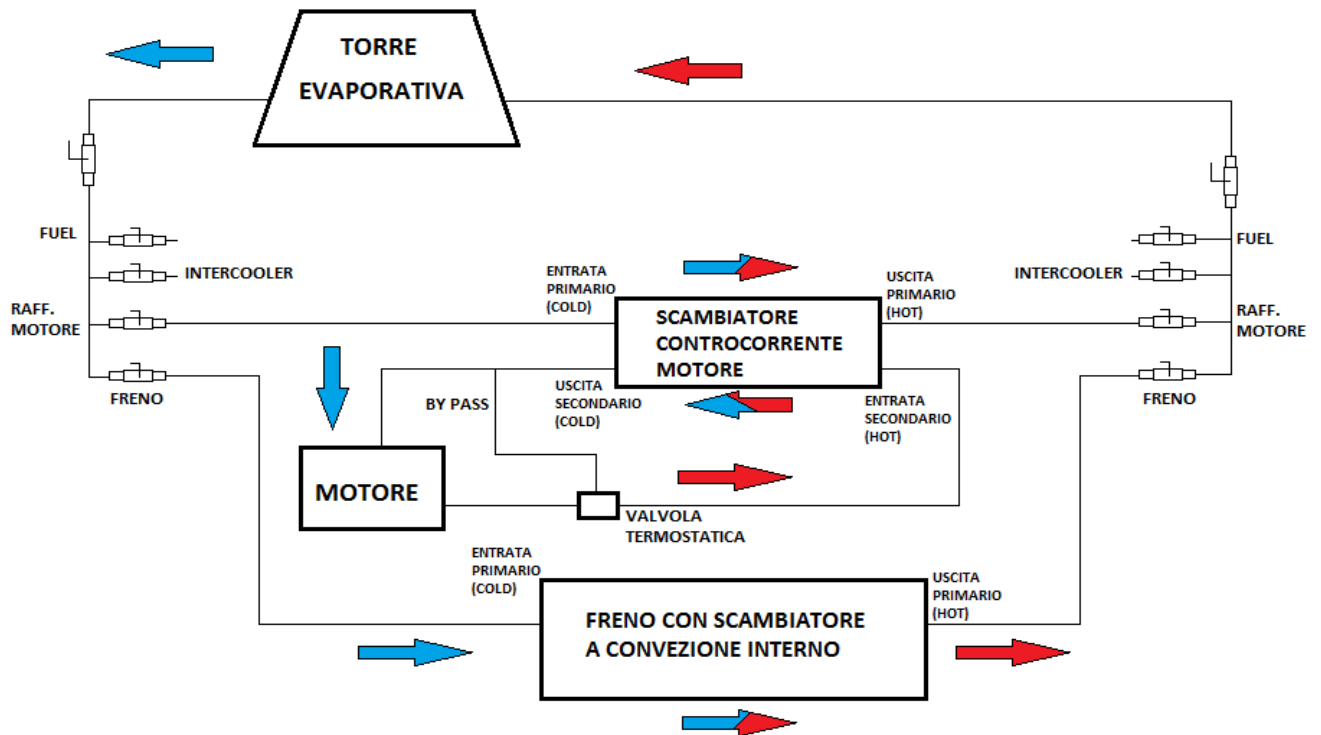 TORRE
EVAPORATIVA
FUEL
INTERCOOLER
RAFF.
MOTORE
FRENO
ENTRATA
PRIMARIO
(COLD)
SCAMBIATORE
CONTROCORRENTE
MOTORE
USCITA
PRIMARIO
(HOT)
FUEL
INTERCOOLER
RAFF.
MOTORE
FRENO
BY PASS
USCITA
SECONDARIO
(COLD)
ENTRATA
SECONDARIO
(HOT)
MOTORE
VALVOLA
TERMOSTATICA
ENTRATA
PRIMARIO
(COLD)
FRENO CON SCAMBIATORE
A CONVEZIONE INTERNO
USCITA
PRIMARIO
(HOT)